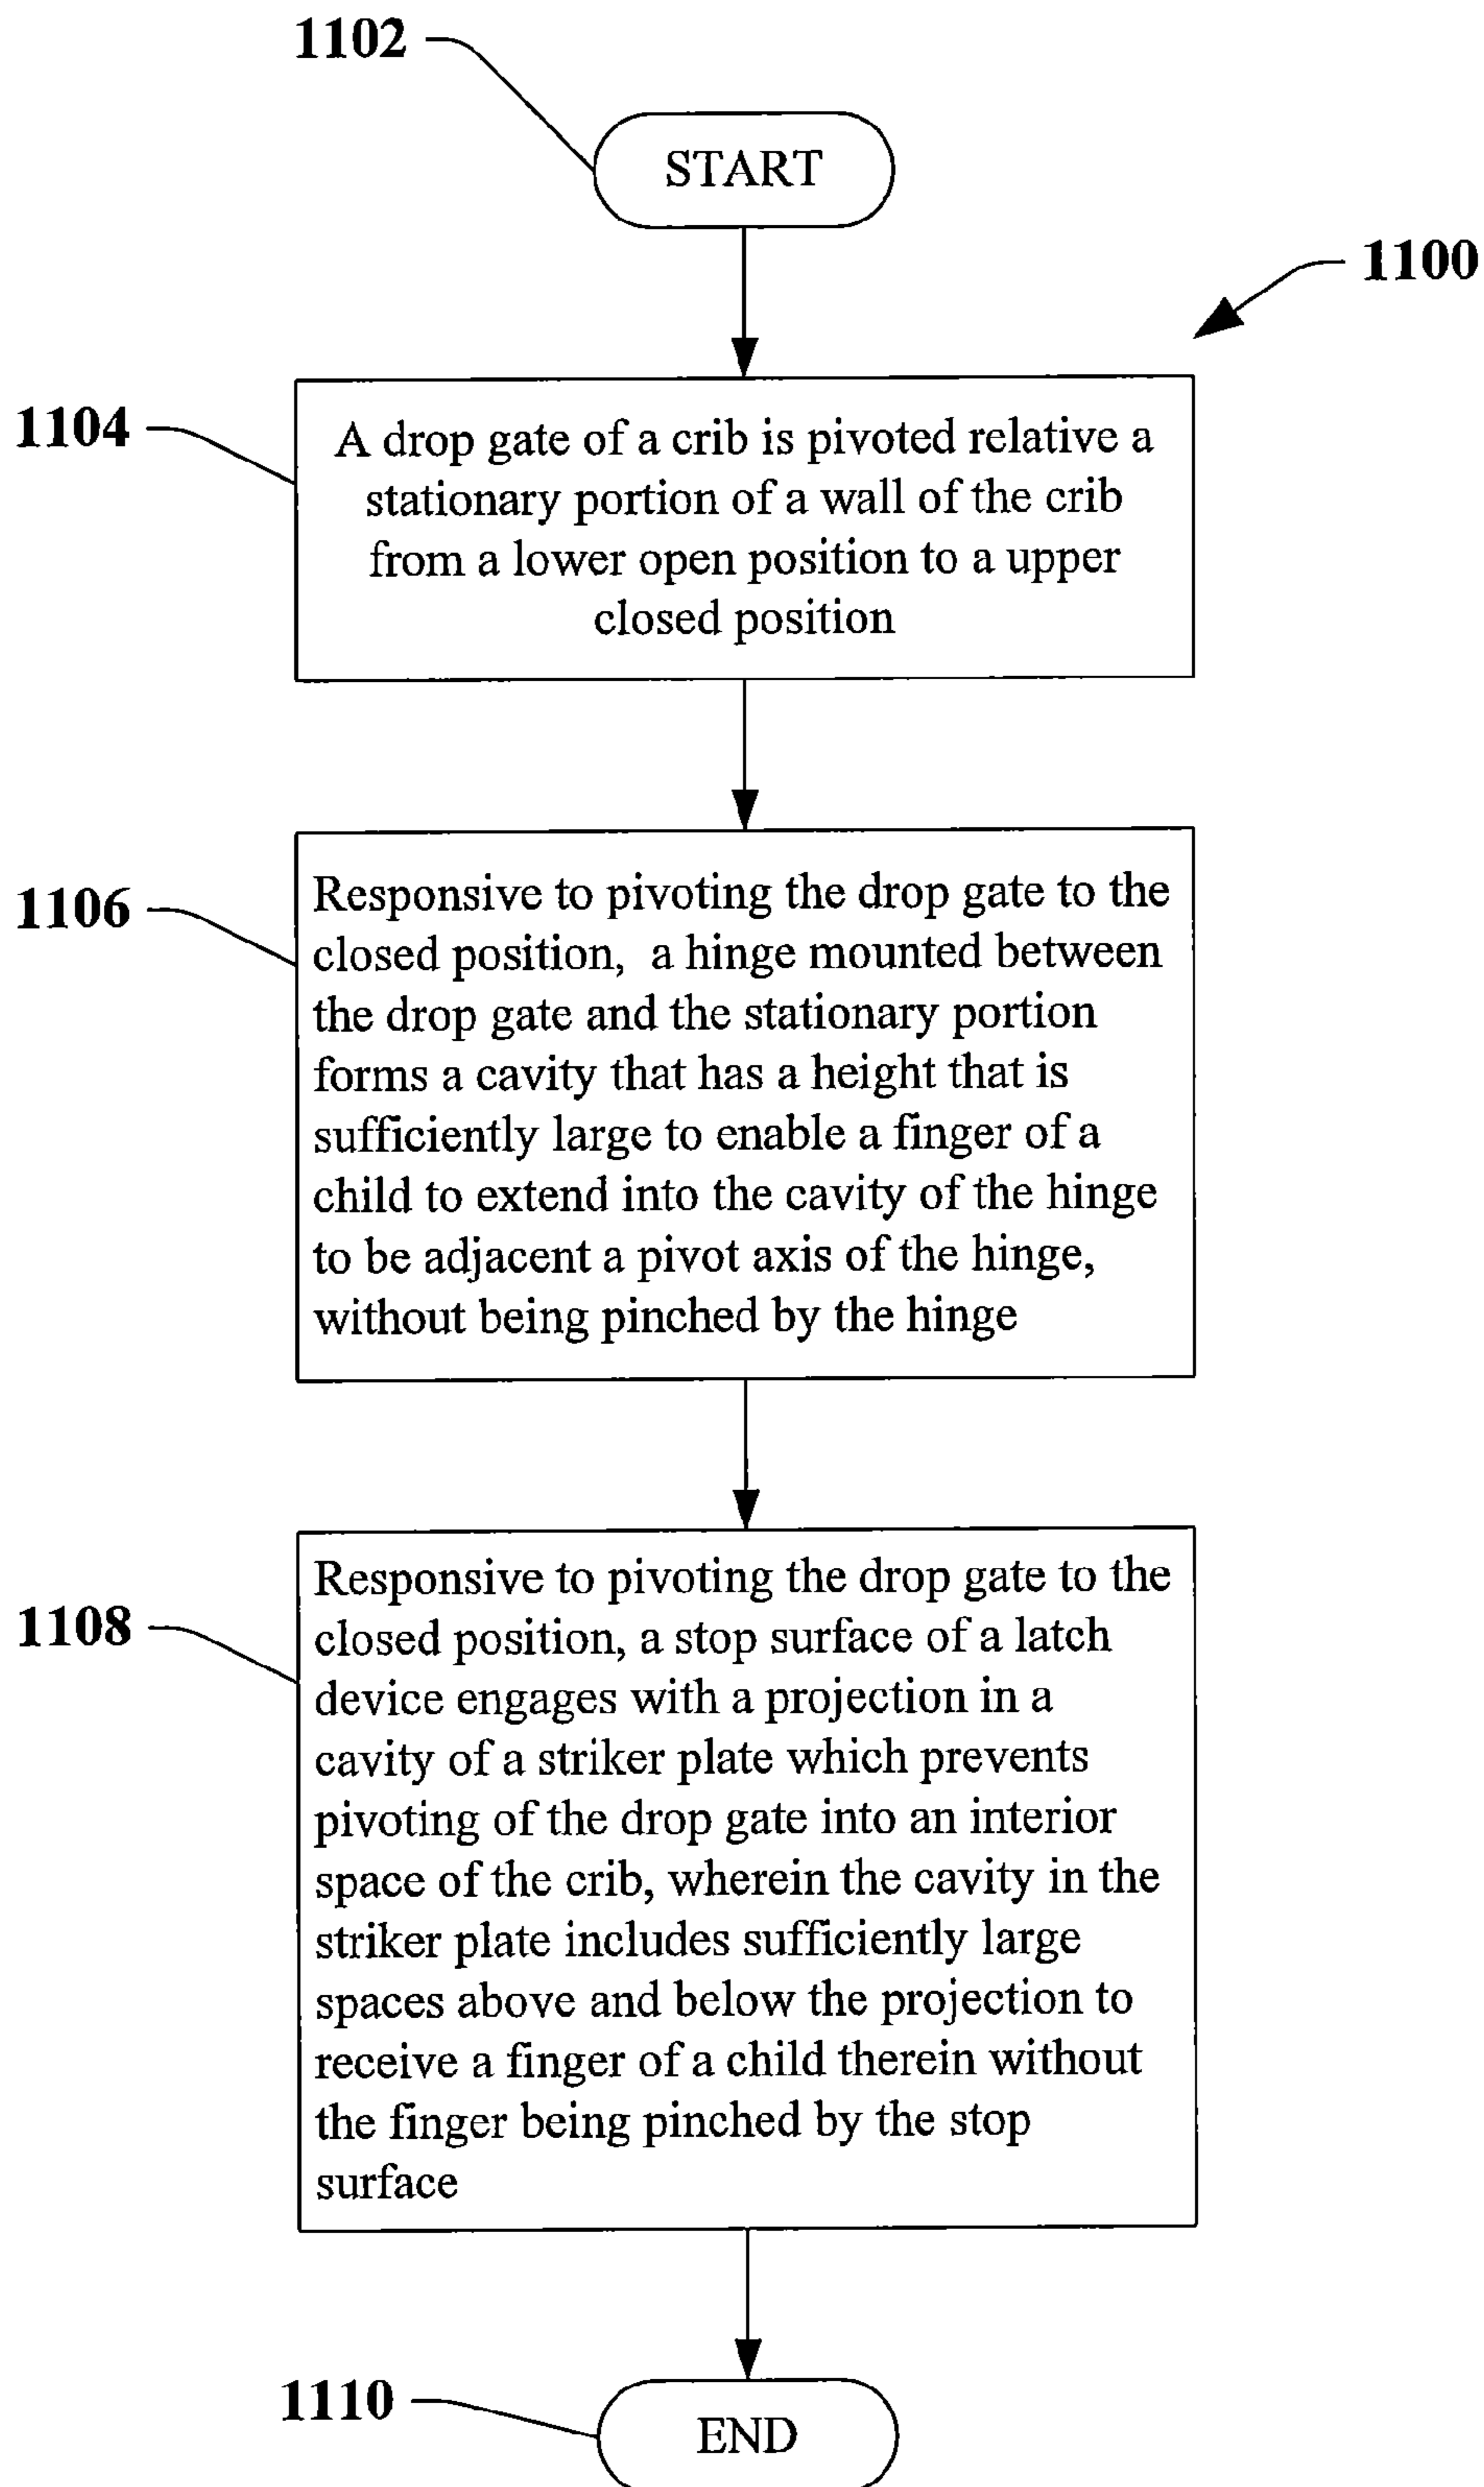 1102
START
1100
1104
A drop gate of a crib is pivoted relative a
stationary portion of a wall of the crib
from a lower open position to a upper
closed position
1106
Responsive to pivoting the drop gate to the
closed position, a hinge mounted between
the drop gate and the stationary portion
forms a cavity that has a height that is
sufficiently large to enable a finger of a
child to extend into the cavity of the hinge
to be adjacent a pivot axis of the hinge,
without being pinched by the hinge
1108
Responsive to pivoting the drop gate to the
closed position, a stop surface of a latch
device engages with a projection in a
cavity of a striker plate which prevents
pivoting of the drop gate into an interior
space of the crib, wherein the cavity in the
striker plate includes sufficiently large
spaces above and below the projection to
receive a finger of a child therein without
the finger being pinched by the stop
surface
1110
END